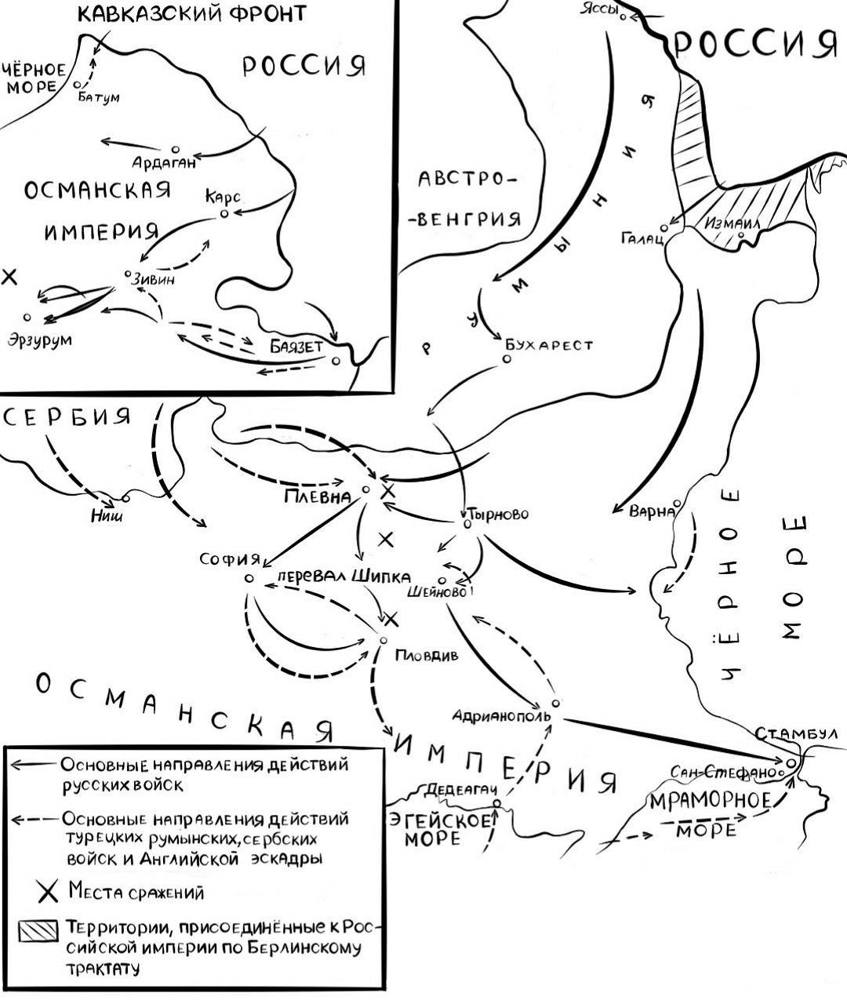 КАВКАЗСКИЙ ФРОНТ
РОССИЯ
ЧЁРНОЕ
МОРЕ
БАТУМ
АРДАГАН
ОСМАНСКАЯ
ИМПЕРИЯ
КАРС
ЗИВИН
ЭРЗУРУМ
БАЯЗЕТ
ЯССЫ
РОССИЯ
АВСТРО-
-ВЕНГРИЯ
РУМЫНИЯ
ГАЛАЦ
ИЗМАИЛ
БУХАРЕСТ
СЕРБИЯ
НИШ
ПЛЕВНА
ТЫРНОВО
ВАРНА
ЧЁРНОЕ
МОРЕ
СОФИЯ
ПЕРЕВАЛ ШИПКА
ШЕЙНОВО
ПЛОВДИВ
ОСМАНСКАЯ
ИМПЕРИЯ
АДРИАНОПОЛЬ
СТАМБУЛ
САН-СТЕФАНО
ДЕДЕАГАЧ
МРАМОРНОЕ
МОРЕ
ЭГЕЙСКОЕ
МОРЕ
ОСНОВНЫЕ НАПРАВЛЕНИЯ ДЕЙСТВИЙ
РУССКИХ ВОЙСК
ОСНОВНЫЕ НАПРАВЛЕНИЯ ДЕЙСТВИЙ
ТУРЕЦКИХ РУМЫНСКИХ, СЕРБСКИХ
ВОЙСК И АНГЛИЙСКОЙ ЭСКАДРЫ
МЕСТА СРАЖЕНИЙ
ТЕРРИТОРИИ, ПРИСОЕДИНЁННЫЕ К РОС-
СИЙСКОЙ ИМПЕРИИ ПО БЕРЛИНСКОМУ
ТРАКТАТУ